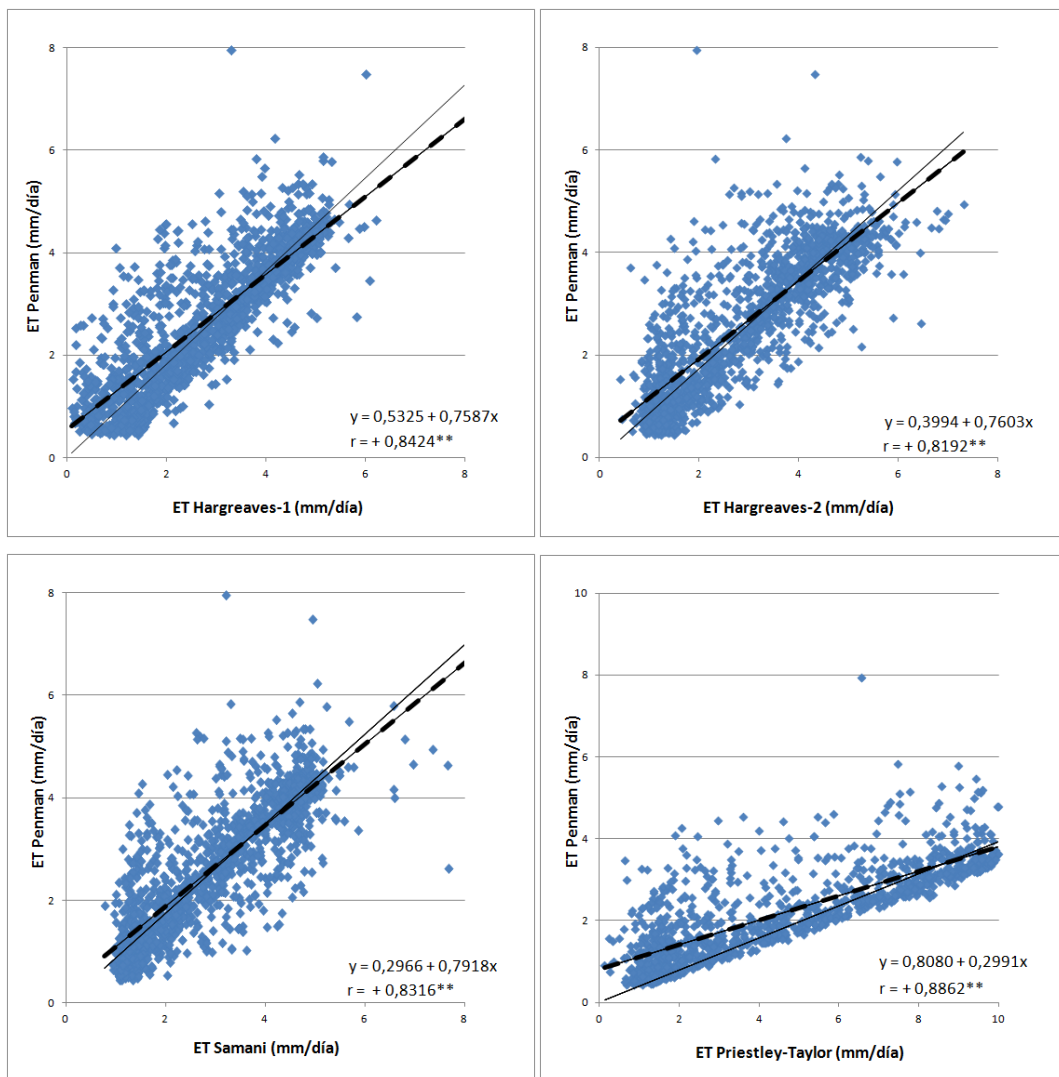 8
6
4
2
0
ET Penman (mm/día)
y = 0,5325 + 0,7587x
r = + 0,8424**
0 2 4 6 8
ET Hargreaves-1 (mm/día)
8
6
4
2
0
ET Penman (mm/día)
y = 0,3994 + 0,7603x
r = + 0,8192**
0 2 4 6 8
ET Hargreaves-2 (mm/día)
8
6
4
2
0
ET Penman (mm/día)
y = 0,2966 + 0,7918x
r = + 0,8316**
0 2 4 6 8
ET Samani (mm/día)
10
8
6
4
2
0
ET Penman (mm/día)
y = 0,8080 + 0,2991x
r = + 0,8862**
0 2 4 6 8 10
ET Priestley-Taylor (mm/día)